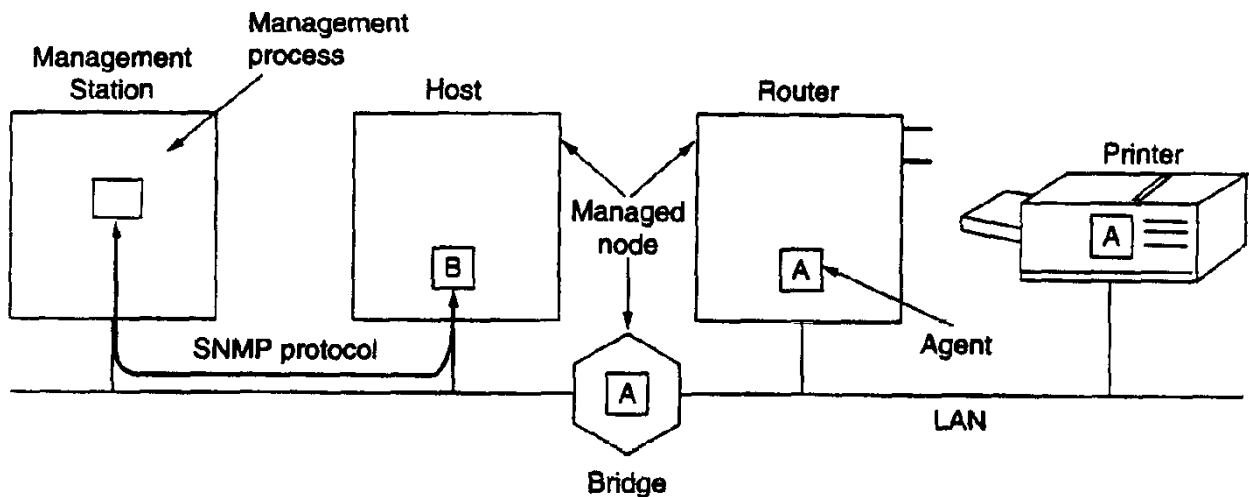 Management
process
Management
Station
Host
Router
Printer
Managed
node
B
A
A
SNMP protocol
Agent
A
LAN
Bridge